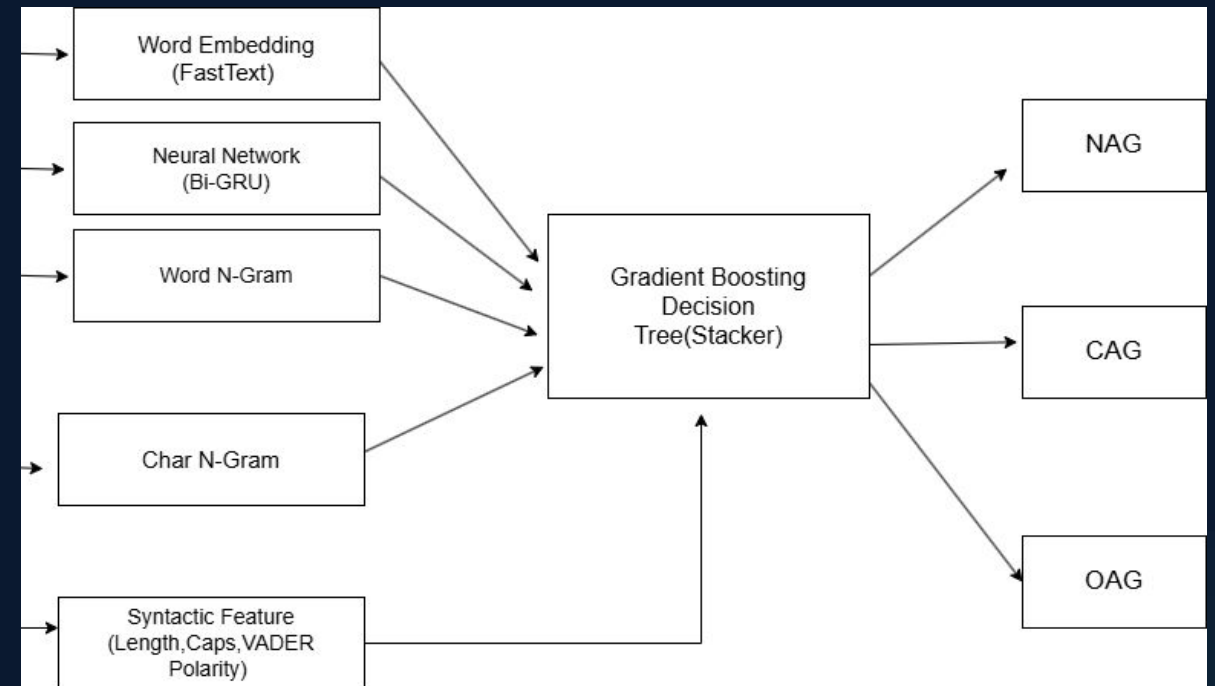 Word Embedding
(FastText)
Neural Network
(Bi-GRU)
Word N-Gram
Char N-Gram
Syntactic Feature
(Length,Caps,VADER
Polarity)
Gradient Boosting
Decision
Tree(Stacker)
NAG
CAG
OAG